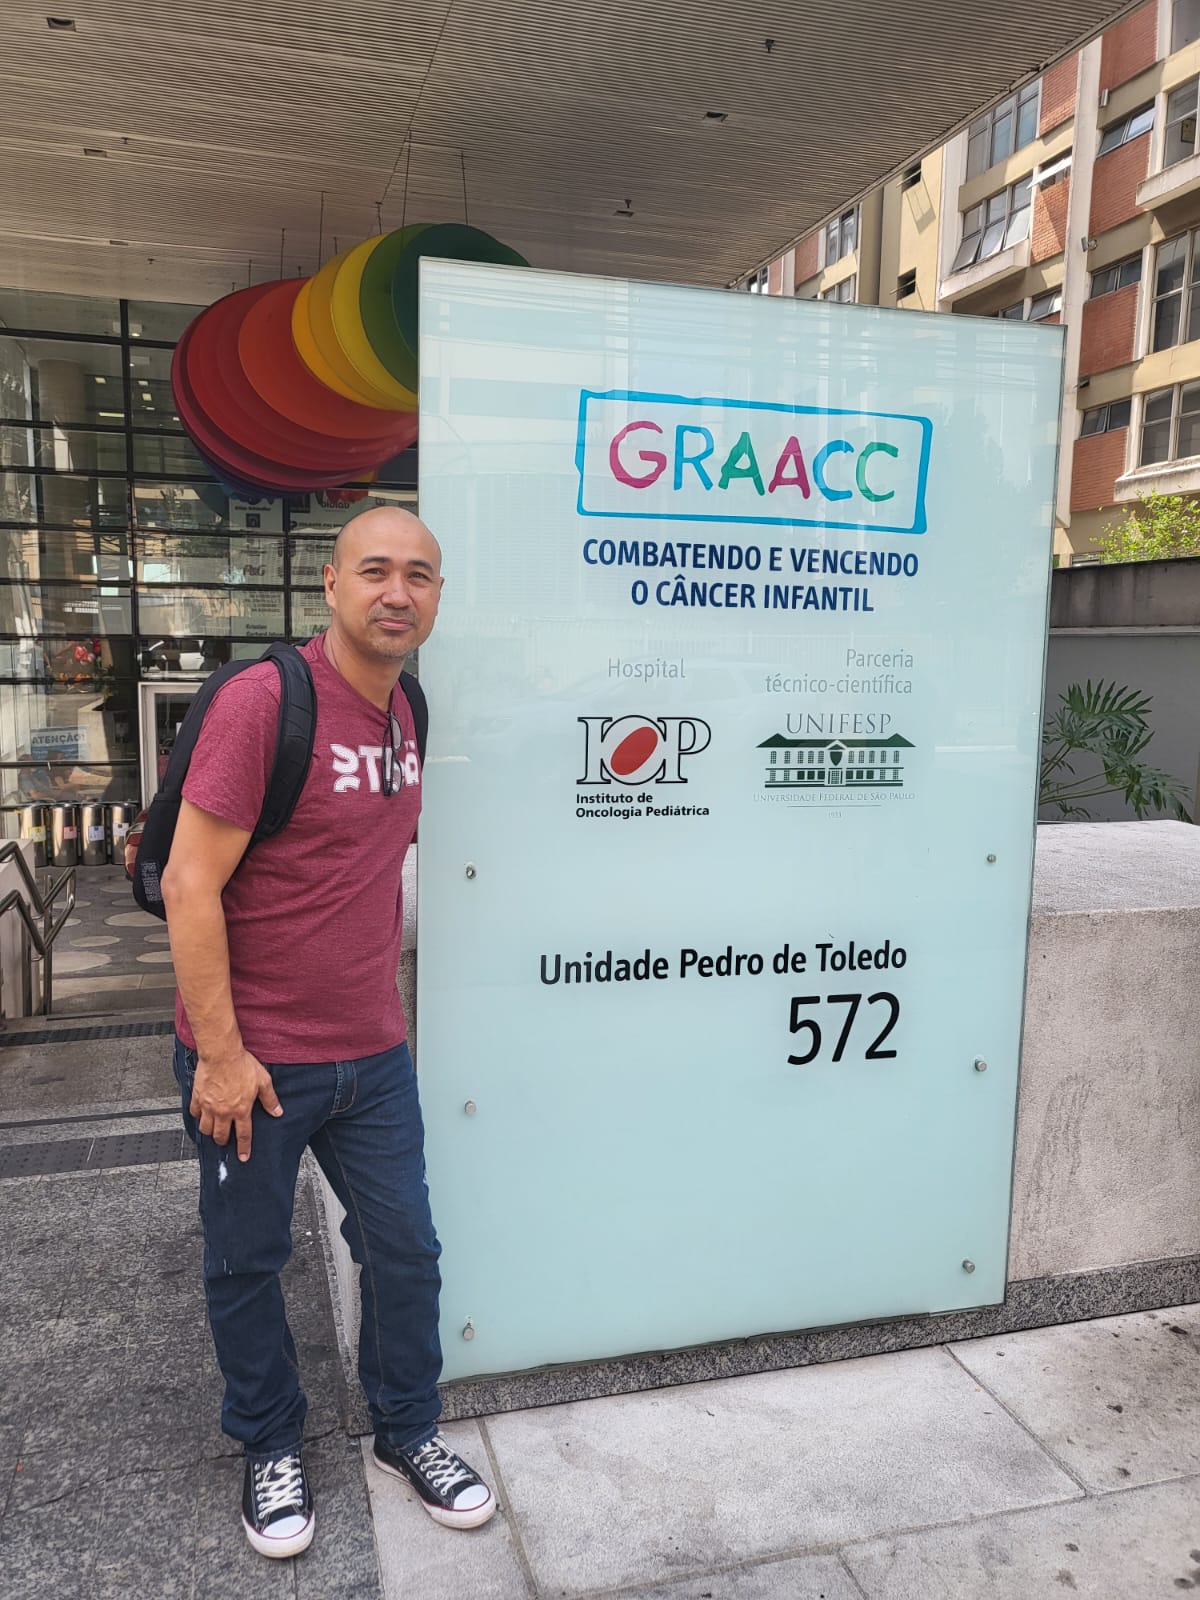 GRAACC
COMBATENDO E VENCENDO
O CÂNCER INFANTIL
Hospital
Parceria
técnico-científica
IOP
Instituto de
Oncologia Pediátrica
UNIFESP
UNIVERSIDADE FEDERAL DE SÃO PAULO
1933
Unidade Pedro de Toledo
572
ATENÇÃO!
P&G